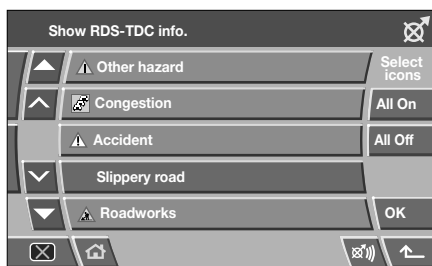 Show RDS-TDC info.
Other hazard
Select
icons
Congestion
All On
Accident
All Off
Slippery road
Roadworks
OK